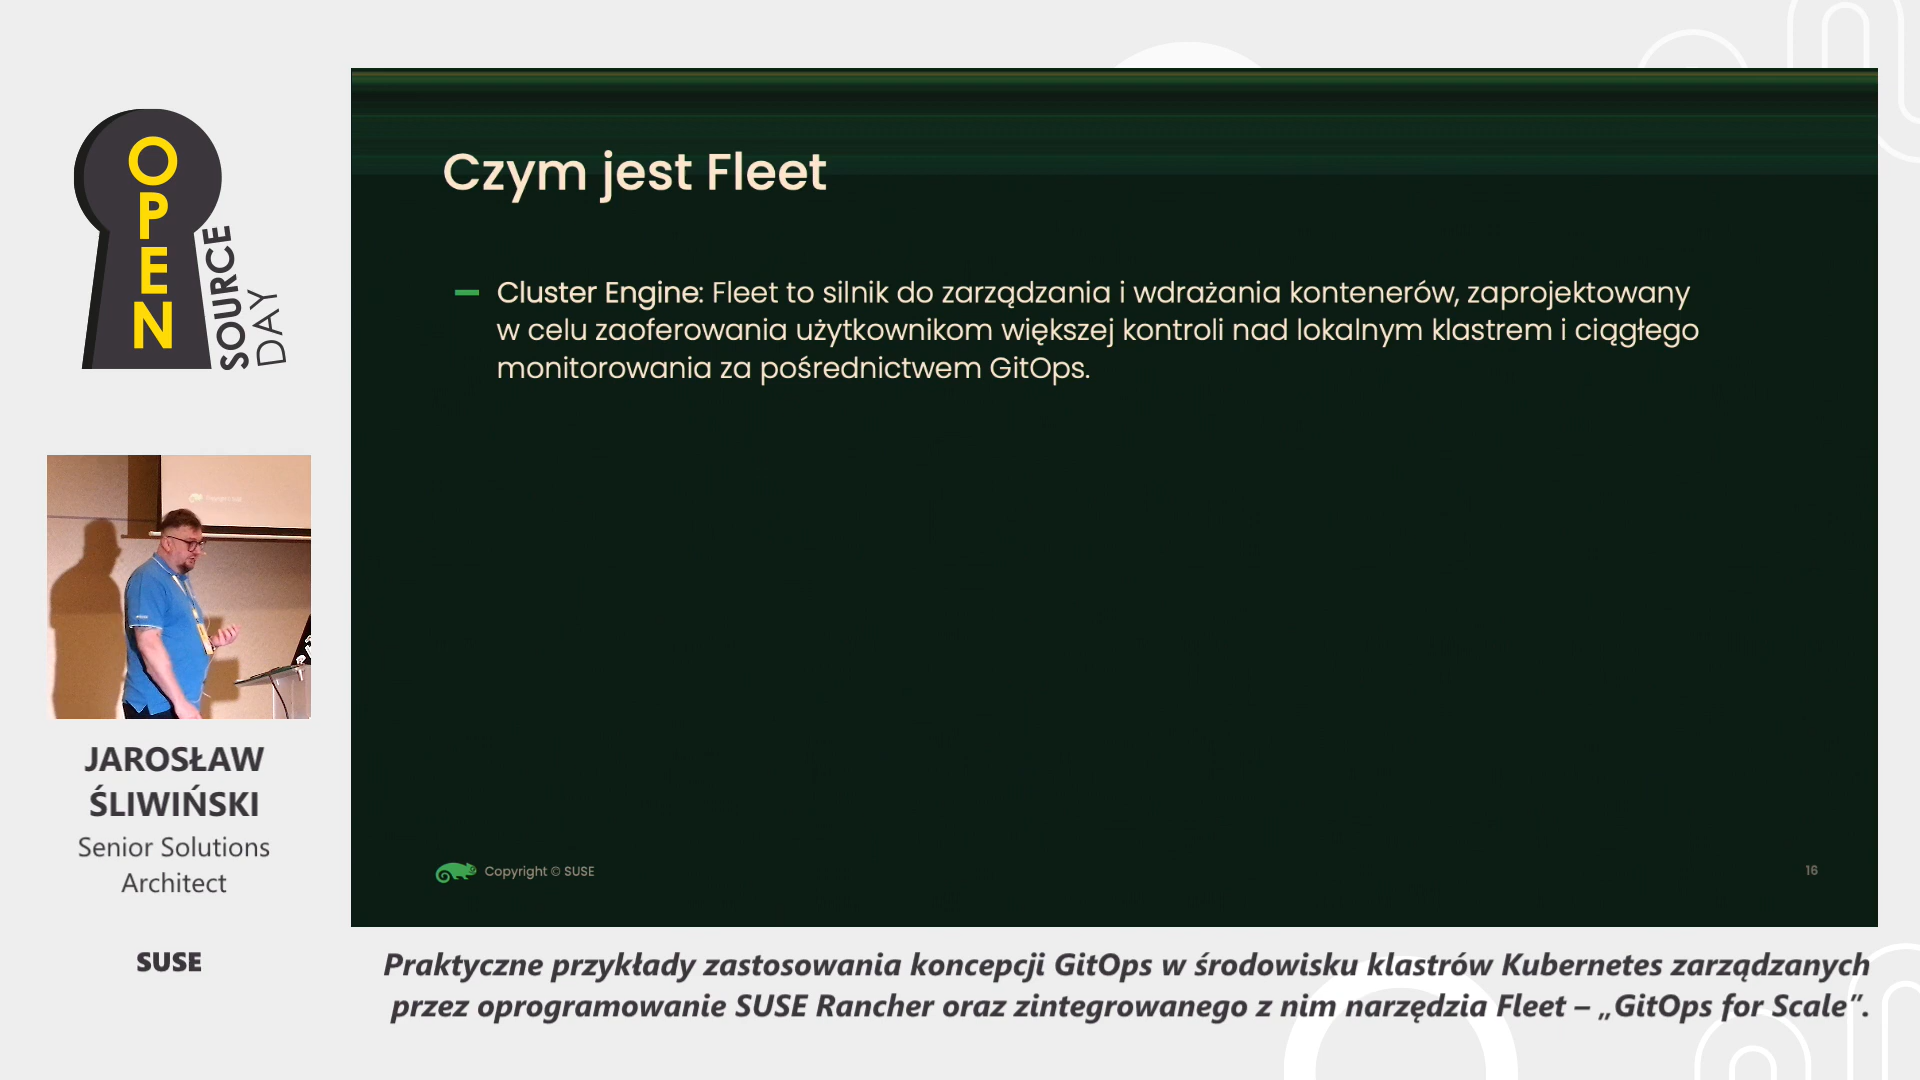 OPEN
SOURCE
DAY
Czym jest Fleet
Cluster Engine: Fleet to silnik do zarządzania i wdrażania kontenerów, zaprojektowany
w celu zaoferowania użytkownikom większej kontroli nad lokalnym klastrem i ciągłego
monitorowania za pośrednictwem GitOps.
Copyright © SUSE
16
JAROSŁAW
ŚLIWIŃSKI
Senior Solutions
Architect
SUSE
Praktyczne przykłady zastosowania koncepcji GitOps w środowisku klastrów Kubernetes zarządzanych
przez oprogramowanie SUSE Rancher oraz zintegrowanego z nim narzędzia Fleet – „GitOps for Scale”.